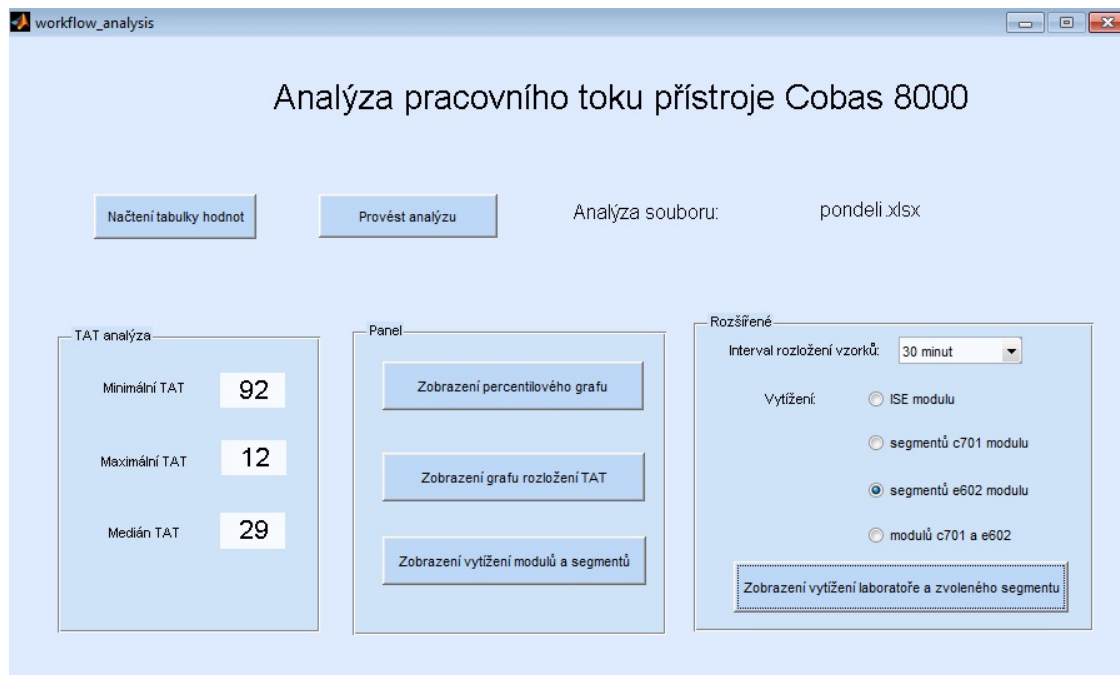 workflow_analysis
Analýza pracovního toku přístroje Cobas 8000
Načtení tabulky hodnot
Provést analýzu
Analýza souboru:
pondeli.xlsx
TAT analýza
Minimální TAT 92
Maximální TAT 12
Medián TAT 29
Panel
Zobrazení percentilového grafu
Zobrazení grafu rozložení TAT
Zobrazení vytížení modulů a segmentů
Rozšířené
Interval rozložení vzorků: 30 minut
Vytížení: ISE modulu
segmentů c701 modulu
segmentů e602 modulu
modulů c701 a e602
Zobrazení vytížení laboratoře a zvoleného segmentu